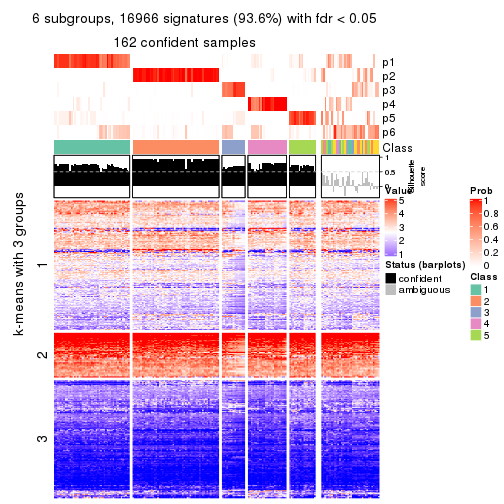 6 subgroups, 16966 signatures (93.6%) with fdr < 0.05
162 confident samples
p1
p2
p3
p4
p5
p6
Class
1
0.5
0
Silhouette
score
k-means with 3 groups
1
2
3
Value
5
4
3
2
1
Status (barplots)
confident
ambiguous
Prob
1
0.8
0.6
0.4
0.2
0
Class
1
2
3
4
5